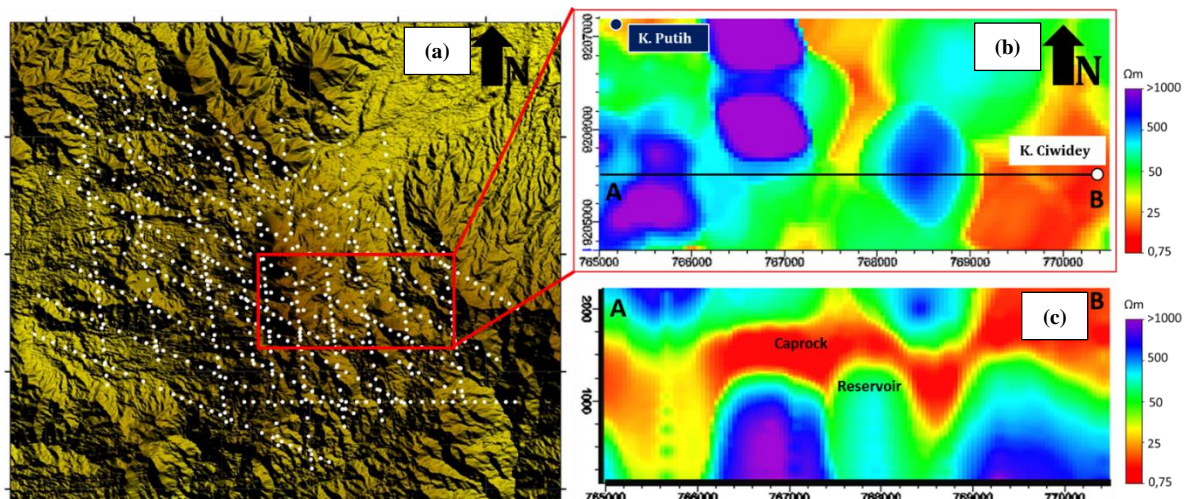 (a)
N
K. Putih
(b)
N
K. Ciwidey
A
B
9207000
9206000
9205000
765000
766000
767000
768000
769000
770000
Ωm
>1000
500
50
25
0,75
A
B
(c)
Caprock
Reservoir
2000
1000
765000
766000
767000
768000
769000
770000
Ωm
>1000
500
50
25
0,75